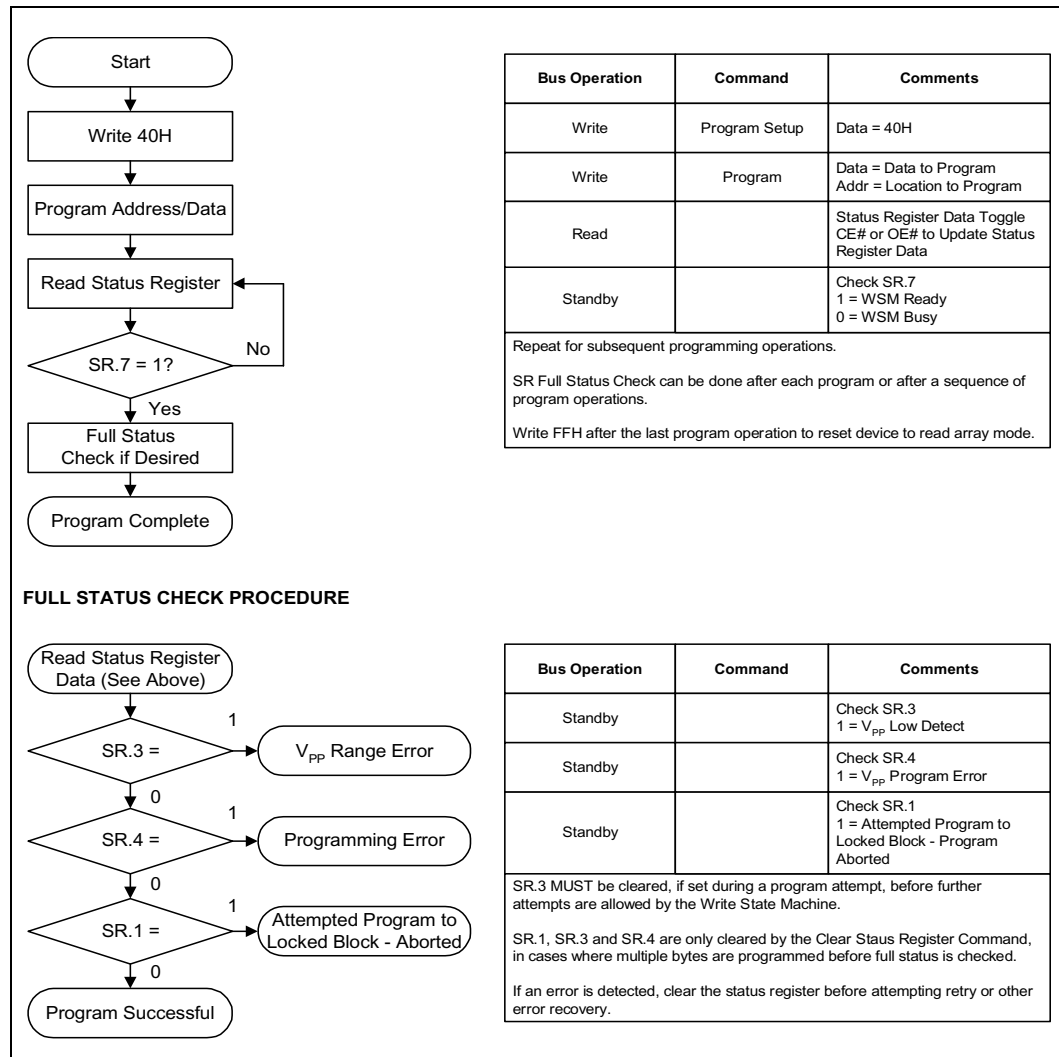 Start
Write 40H
Program Address/Data
Read Status Register
SR.7 = 1?
No
Yes
Full Status
Check if Desired
Program Complete
Bus Operation Command Comments
Write Program Setup Data = 40H
Write Program Data = Data to Program
Addr = Location to Program
Read Status Register Data Toggle
CE# or OE# to Update Status
Register Data
Standby Check SR.7
1 = WSM Ready
0 = WSM Busy
Repeat for subsequent programming operations.
SR Full Status Check can be done after each program or after a sequence of
program operations.
Write FFH after the last program operation to reset device to read array mode.
FULL STATUS CHECK PROCEDURE
Read Status Register
Data (See Above)
SR.3 =
1
VPP Range Error
0
SR.4 =
1
Programming Error
0
SR.1 =
1
Attempted Program to
Locked Block - Aborted
0
Program Successful
Bus Operation Command Comments
Standby Check SR.3
1 = VPP Low Detect
Standby Check SR.4
1 = VPP Program Error
Standby Check SR.1
1 = Attempted Program to
Locked Block - Program
Aborted
SR.3 MUST be cleared, if set during a program attempt, before further
attempts are allowed by the Write State Machine.
SR.1, SR.3 and SR.4 are only cleared by the Clear Staus Register Command,
in cases where multiple bytes are programmed before full status is checked.
If an error is detected, clear the status register before attempting retry or other
error recovery.